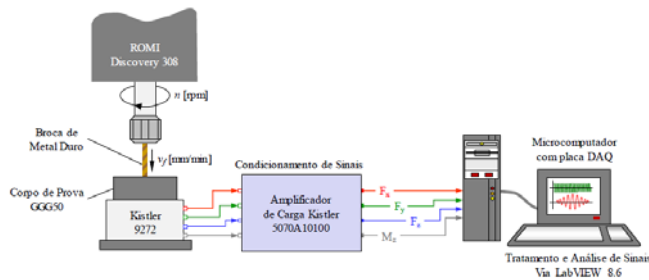 ROMI
Discovery 308
n [rpm]
Broca de
Metal Duro
vf [mm/min]
Corpo de Prova
GGG50
Kistler
9272
Condicionamento de Sinais
Amplificador
de Carga Kistler
5070A10100
Fx
Fy
Fz
Mz
Microcomputador
com placa DAQ
Tratamento e Análise de Sinais
Via LabVIEW 8.6